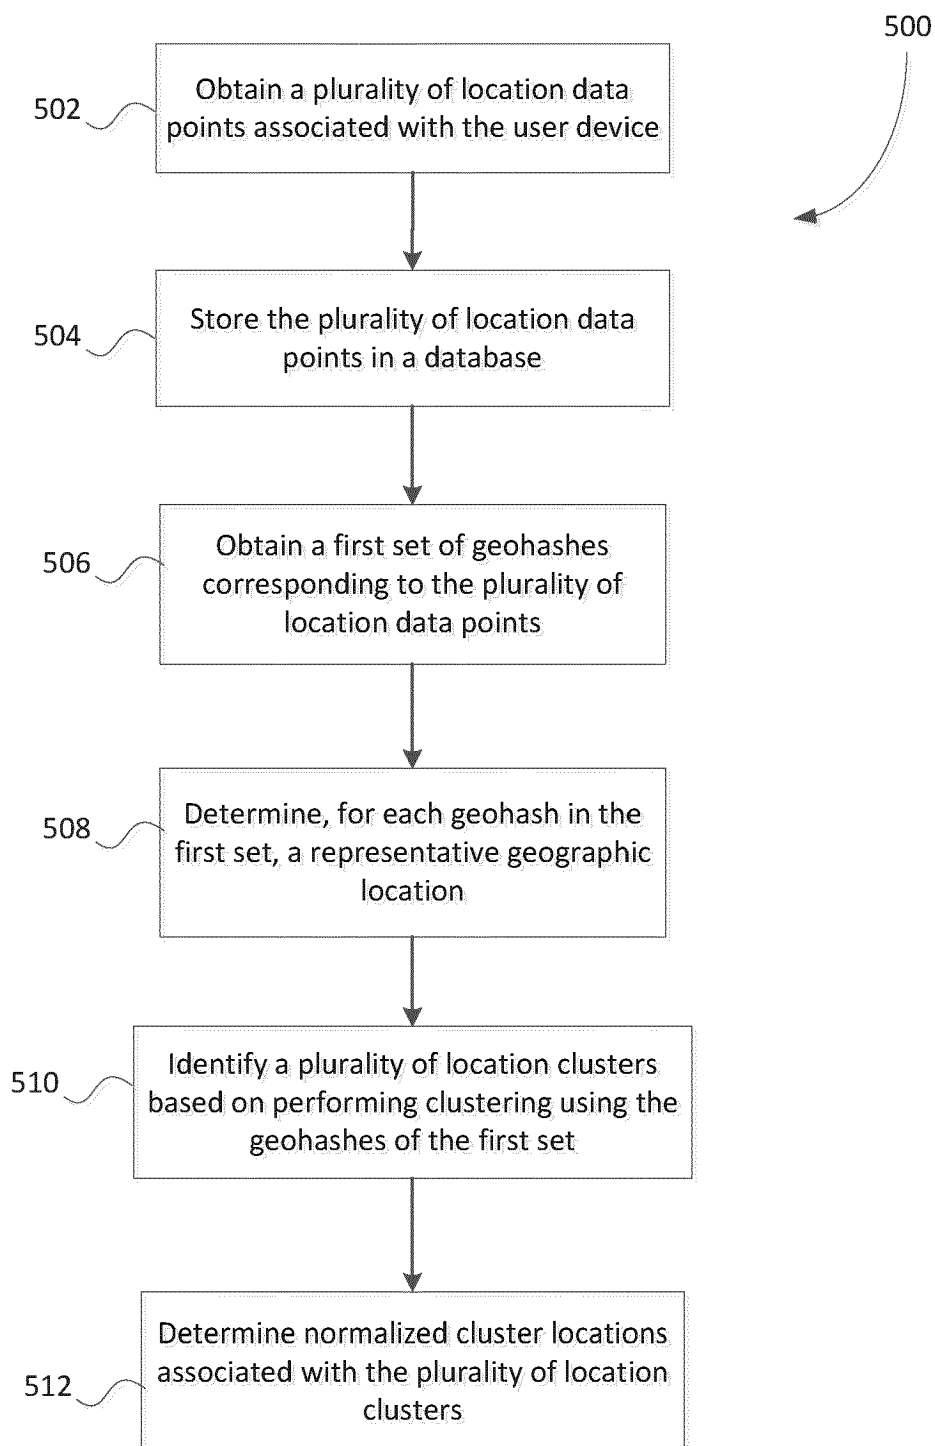 500
502
Obtain a plurality of location data
points associated with the user device
504
Store the plurality of location data
points in a database
506
Obtain a first set of geohashes
corresponding to the plurality of
location data points
508
Determine, for each geohash in the
first set, a representative geographic
location
510
Identify a plurality of location clusters
based on performing clustering using the
geohashes of the first set
512
Determine normalized cluster locations
associated with the plurality of location
clusters